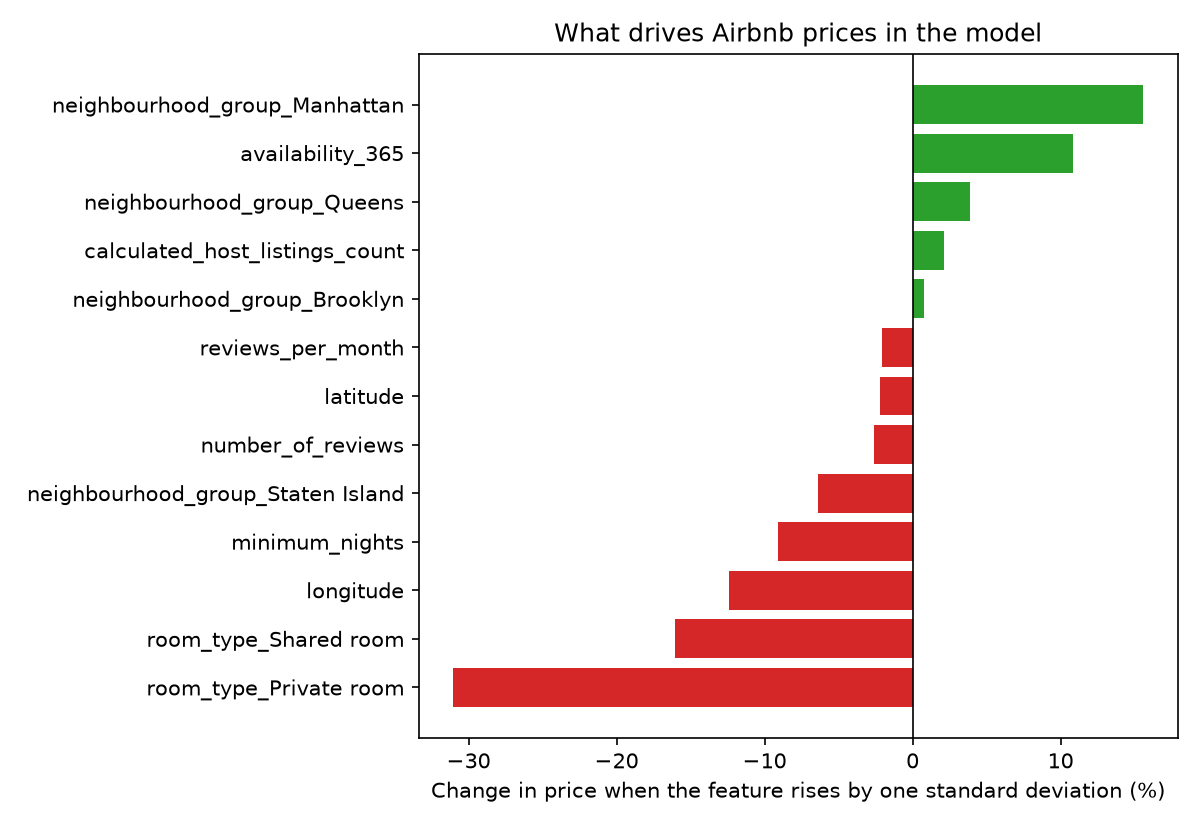 What drives Airbnb prices in the model
neighbourhood_group_Manhattan
availability_365
neighbourhood_group_Queens
calculated_host_listings_count
neighbourhood_group_Brooklyn
reviews_per_month
latitude
number_of_reviews
neighbourhood_group_Staten Island
minimum_nights
longitude
room_type_Shared room
room_type_Private room
−30 −20 −10 0 10
Change in price when the feature rises by one standard deviation (%)